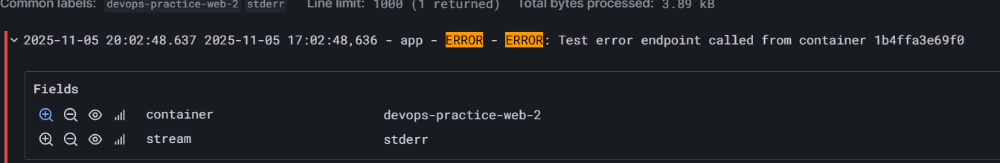 Common labels: devops-practice-web-2 stderr Line limit: 1000 (1 returned) Total bytes processed: 3.89 kB
2025-11-05 20:02:48.637 2025-11-05 17:02:48,636 - app - ERROR - ERROR: Test error endpoint called from container 1b4ffa3e69f0
Fields
container devops-practice-web-2
stream stderr